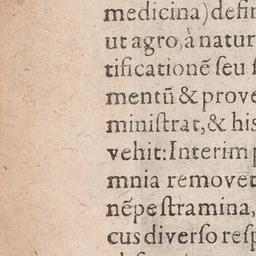 medicina) defin
ut agro, à natur
tificationē ſeu ſ
mentū & prove
miniſtrat, & his
vehit: Interim p
mnia removet
nēpe ſtramina,
cus diverſo reſp